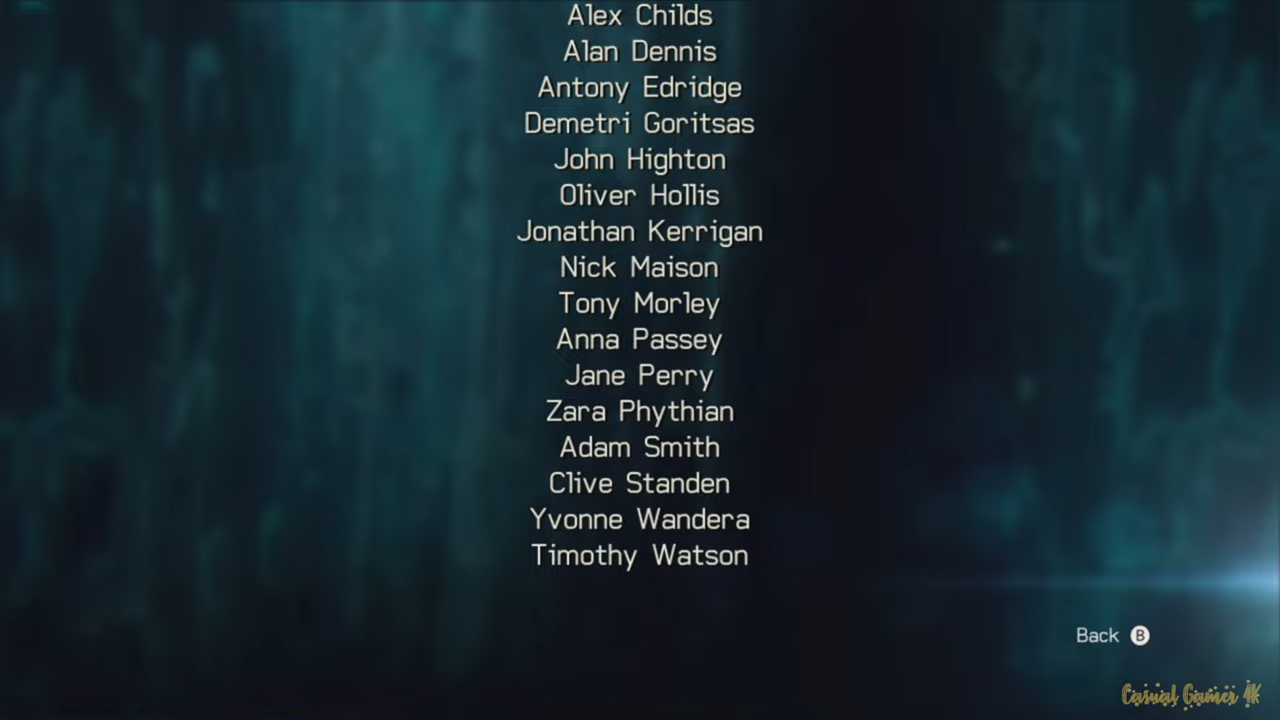 Alex Childs
Alan Dennis
Antony Edridge
Demetri Goritsas
John Highton
Oliver Hollis
Jonathan Kerrigan
Nick Maison
Tony Morley
Anna Passey
Jane Perry
Zara Phythian
Adam Smith
Clive Standen
Yvonne Wandera
Timothy Watson
Back B
Casual Gamer 4K